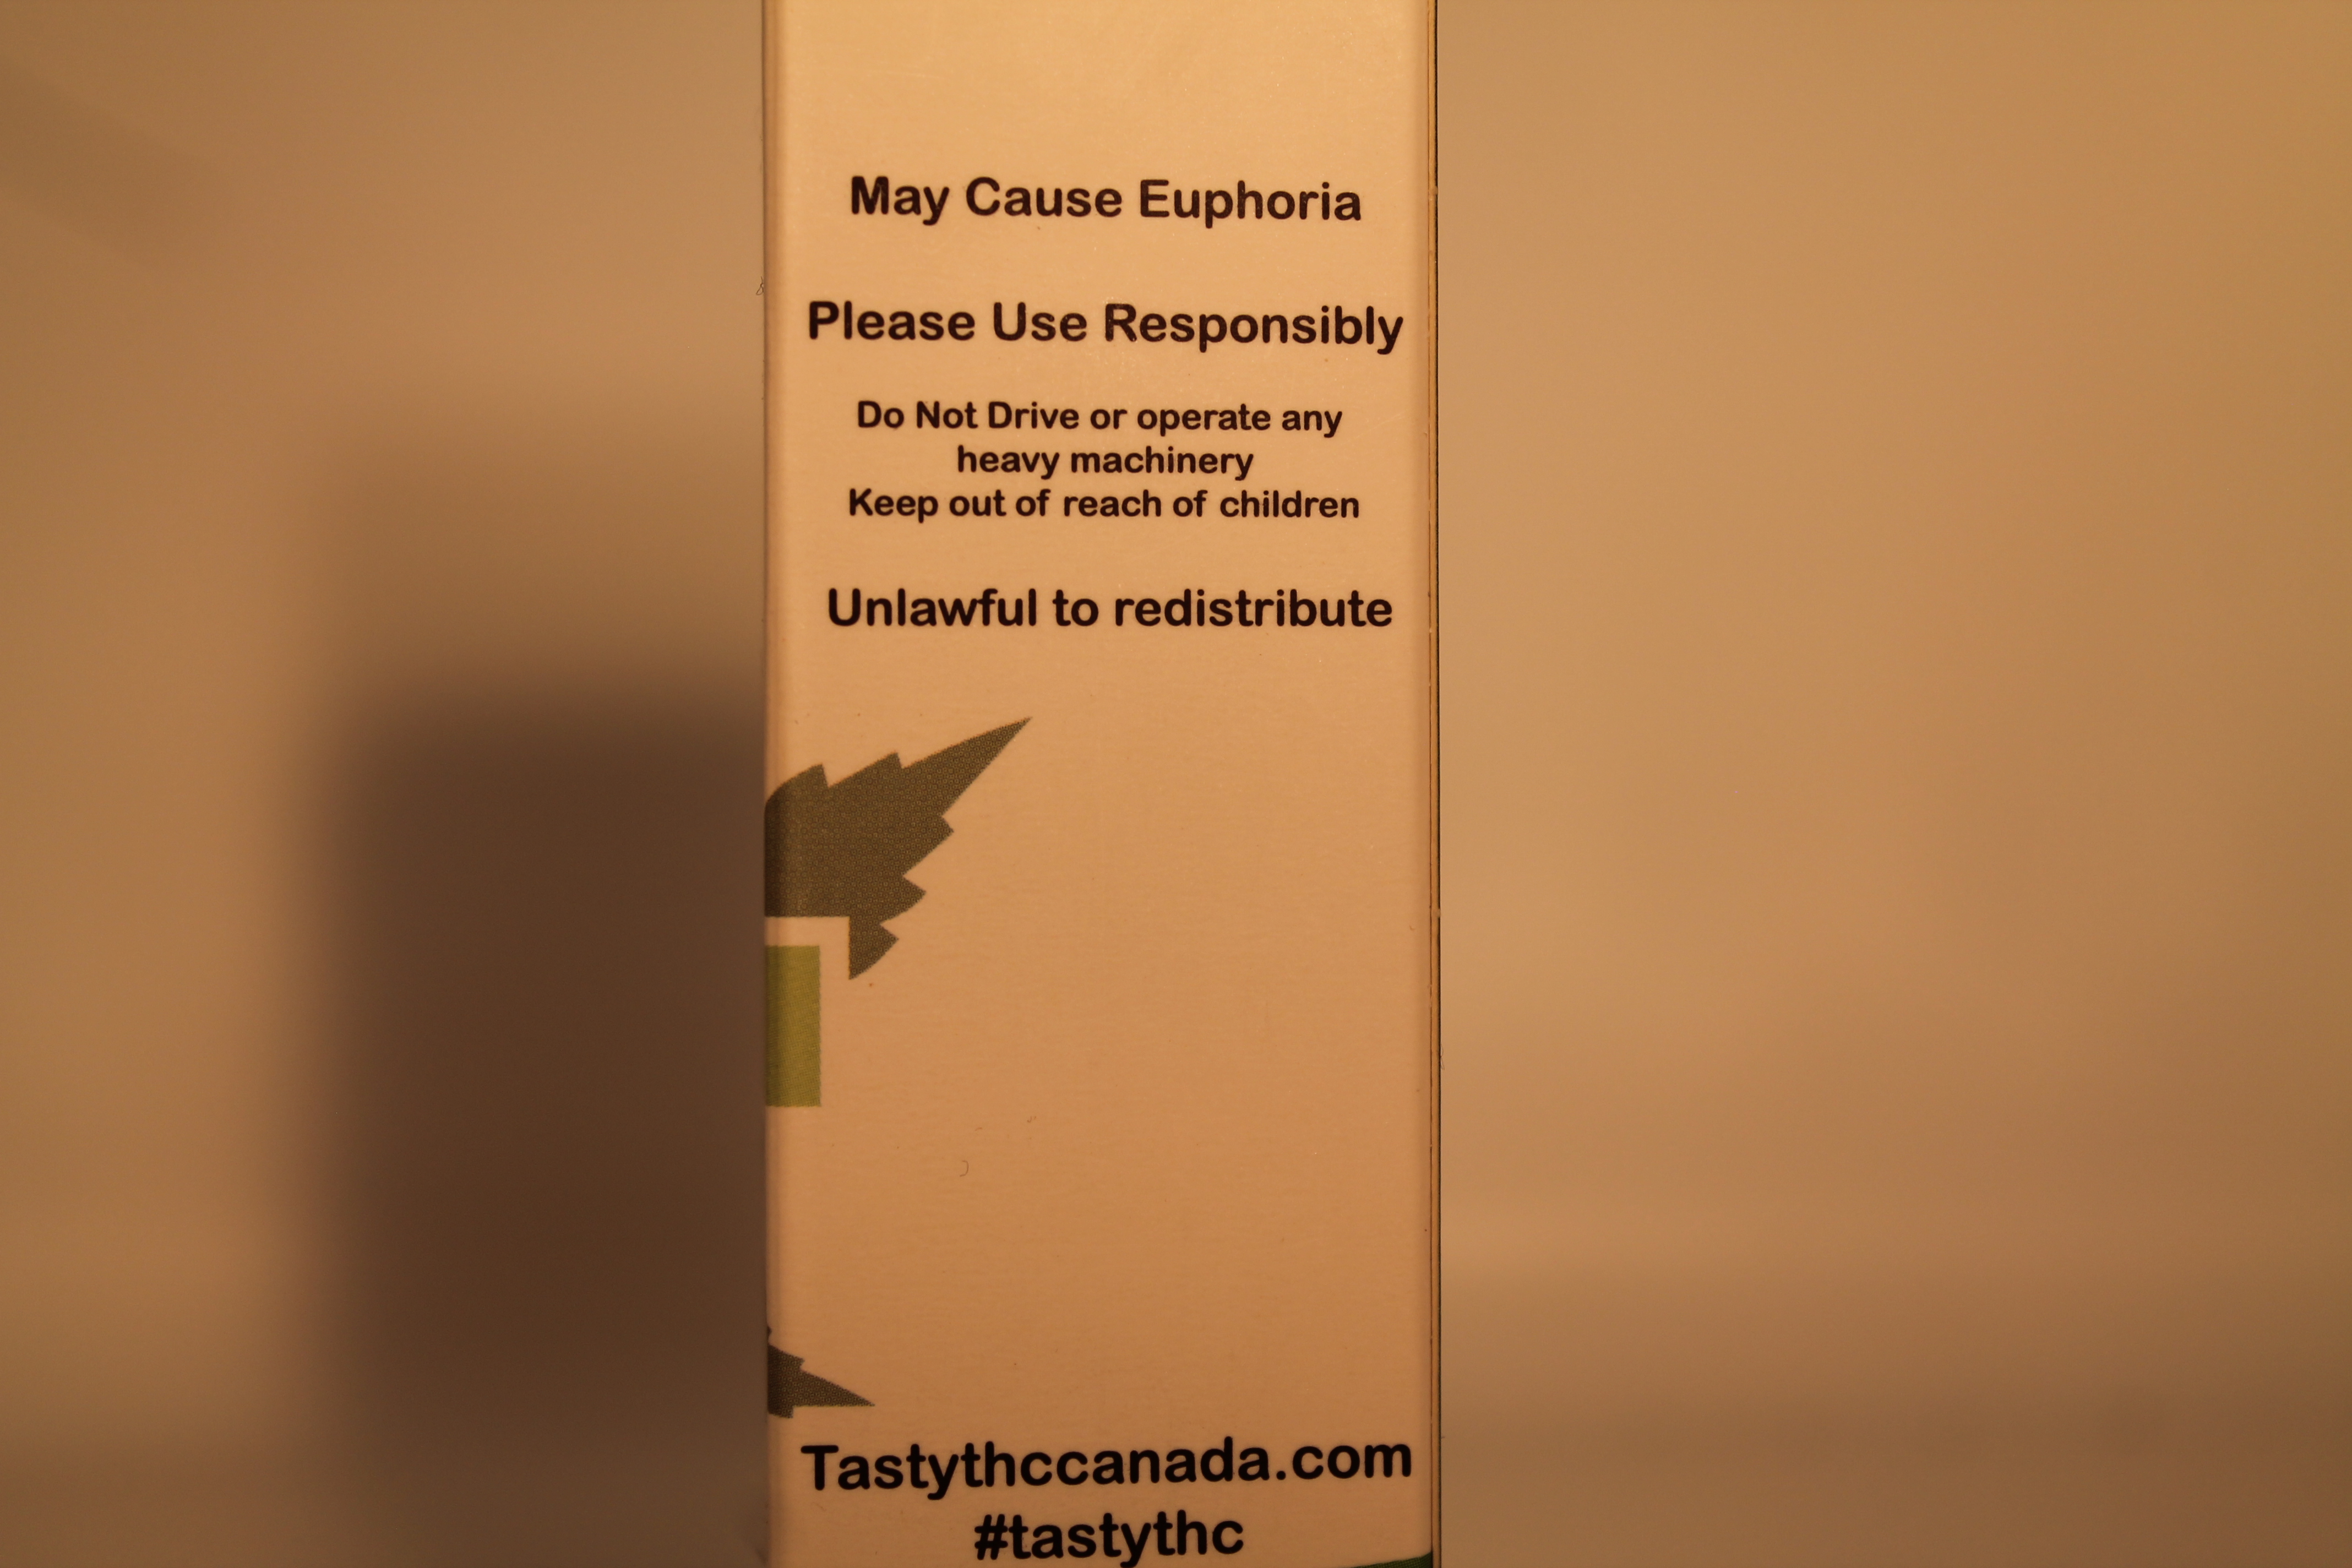 May Cause Euphoria
Please Use Responsibly
Do Not Drive or operate any
heavy machinery
Keep out of reach of children
Unlawful to redistribute
Tastythccanada.com
#tastythc